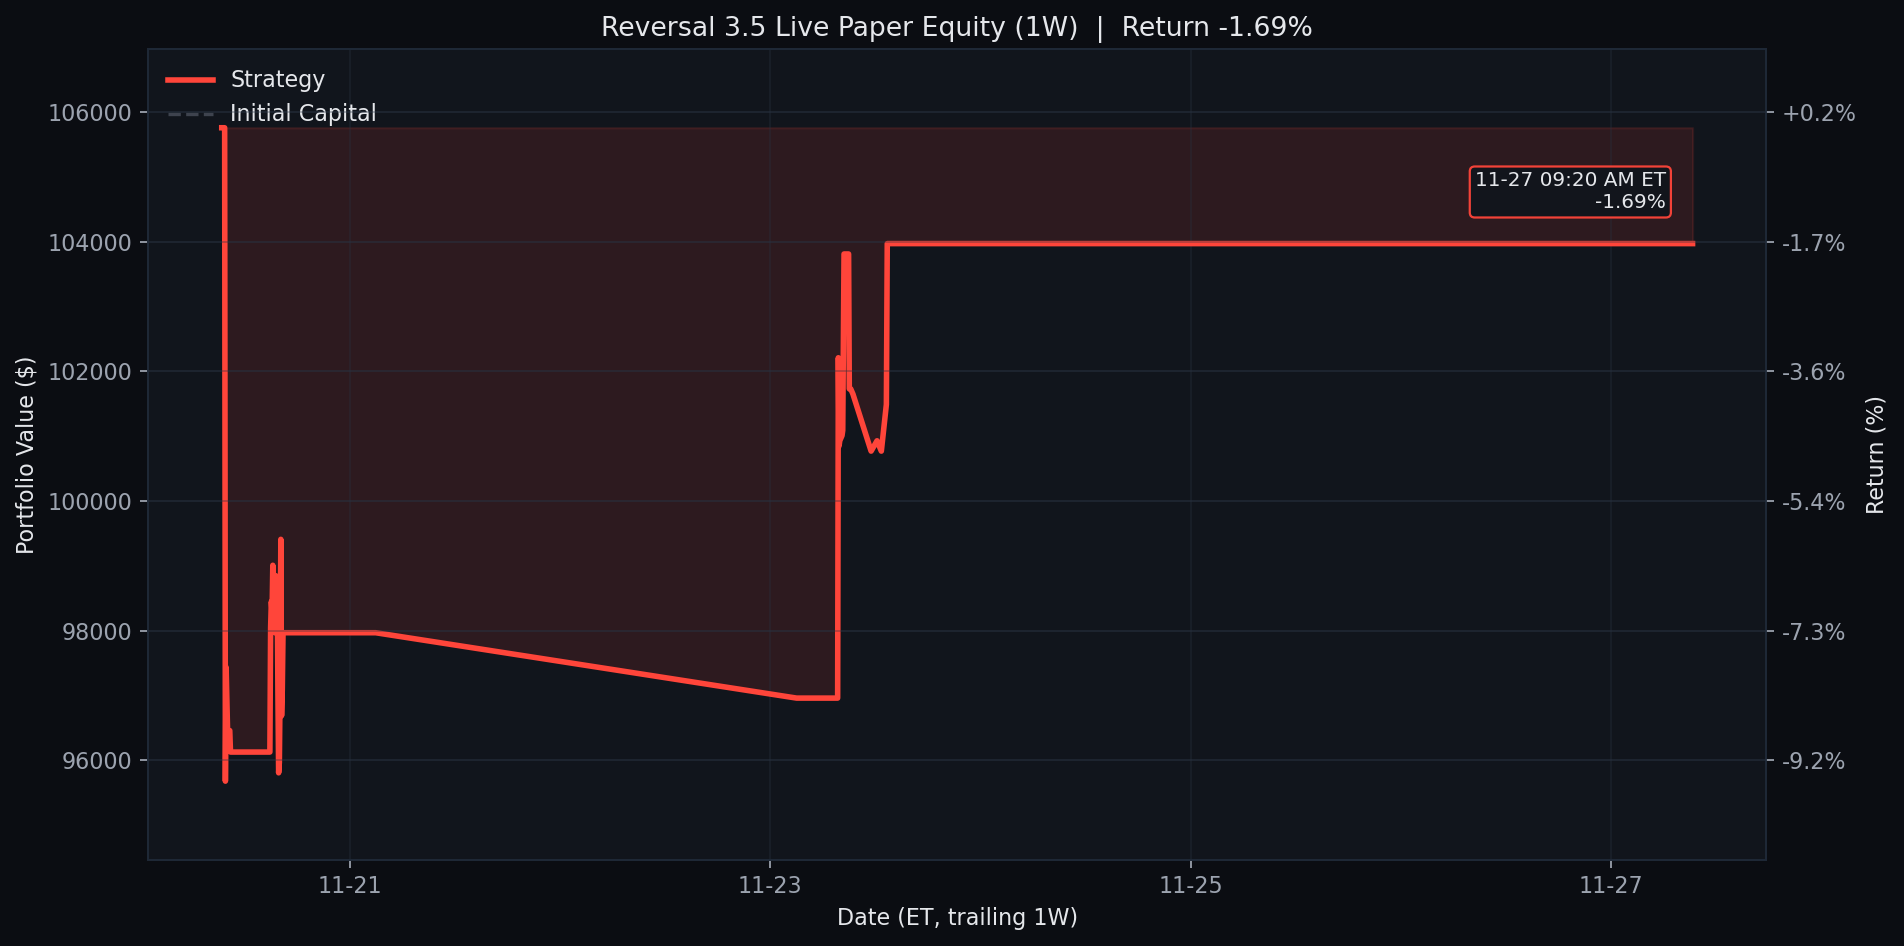 Reversal 3.5 Live Paper Equity (1W)  |  Return -1.69%
Strategy
Initial Capital
106000
104000
102000
100000
98000
96000
Portfolio Value ($)
+0.2%
-1.7%
-3.6%
-5.4%
-7.3%
-9.2%
Return (%)
11-27 09:20 AM ET
-1.69%
11-21
11-23
11-25
11-27
Date (ET, trailing 1W)